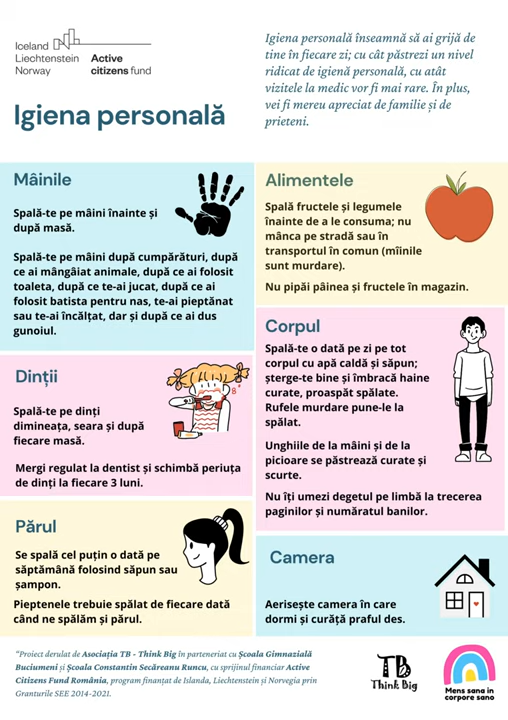 Iceland
Liechtenstein Active
Norway citizens fund
Igiena personală
Igiena personală înseamnă să ai grijă de
tine în fiecare zi; cu cât păstrezi un nivel
ridicat de igienă personală, cu atât
vizitele la medic vor fi mai rare. În plus,
vei fi mereu apreciat de familie și de
prieteni.
Mâinile
Spală-te pe mâini înainte și
după masă.
Spală-te pe mâini după cumpărături, după
ce ai mângâiat animale, după ce ai folosit
toaleta, după ce te-ai jucat, după ce ai
folosit batista pentru nas, te-ai pieptănat
sau te-ai încălțat, dar și după ce ai dus
gunoiul.
Alimentele
Spală fructele și legumele
înainte de a le consuma; nu
mânca pe stradă sau în
transportul în comun (mîinile
sunt murdare).
Nu pipăi pâinea și fructele în magazin.
Dinții
Spală-te pe dinți
dimineața, seara și după
fiecare masă.
Mergi regulat la dentist și schimbă periuța
de dinți la fiecare 3 luni.
Corpul
Spală-te o dată pe zi pe tot
corpul cu apă caldă și săpun;
șterge-te bine și îmbracă haine
curate, proaspăt spălate.
Rufele murdare pune-le la
spălat.
Unghiile de la mâini și de la
picioare se păstrează curate și
scurte.
Nu îți umezi degetul pe limbă la trecerea
paginilor și număratul banilor.
Părul
Se spală cel puțin o dată pe
săptămână folosind săpun sau
șampon.
Pieptenele trebuie spălat de fiecare dată
când ne spălăm și părul.
Camera
Aerisește camera în care
dormi și curăță praful des.
"Proiect derulat de Asociația TB - Think Big în parteneriat cu Școala Gimnazială
Buciumeni și Școala Constantin Secăreanu Runcu, cu sprijinul financiar Active
Citizens Fund România, program finanțat de Islanda, Liechtenstein și Norvegia prin
Granturile SEE 2014-2021.
TB
Think Big
Mens sana in
corpore sano